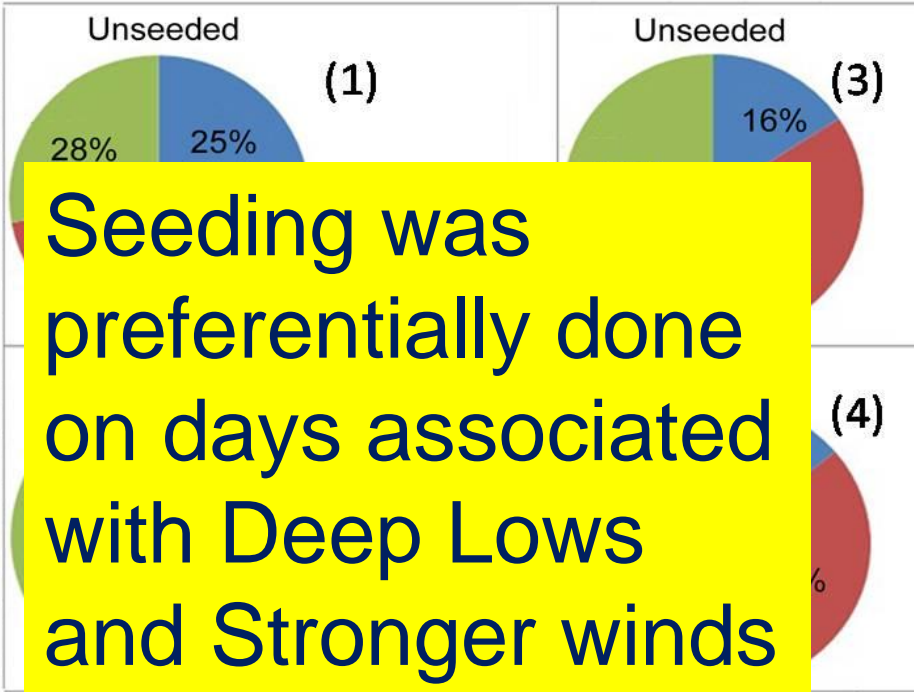 Unseeded
(1)
28%
25%
Unseeded
(3)
16%
Seeding was
preferentially done
on days associated
with Deep Lows
and Stronger winds
(4)
%